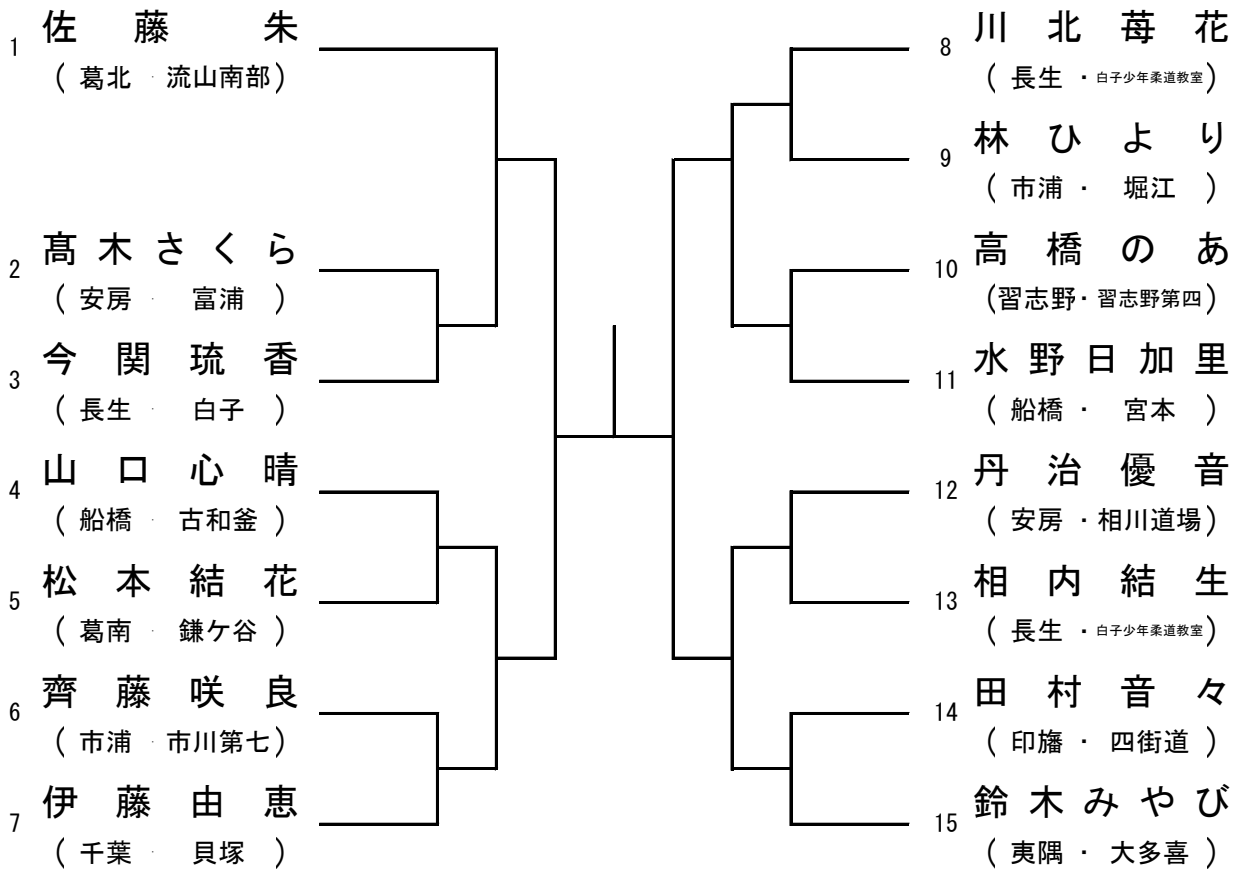 1 佐藤朱
(葛北・流山南部)
2 髙木さくら
(安房・富浦)
3 今関琉香
(長生・白子)
4 山口心晴
(船橋・古和釜)
5 松本結花
(葛南・鎌ケ谷)
6 齊藤咲良
(市浦・市川第七)
7 伊藤由恵
(千葉・貝塚)
8 川北苺花
(長生・白子少年柔道教室)
9 林ひより
(市浦・堀江)
10 高橋のあ
(習志野・習志野第四)
11 水野日加里
(船橋・宮本)
12 丹治優音
(安房・相川道場)
13 相内結生
(長生・白子少年柔道教室)
14 田村音々
(印旛・四街道)
15 鈴木みやび
(夷隅・大多喜)